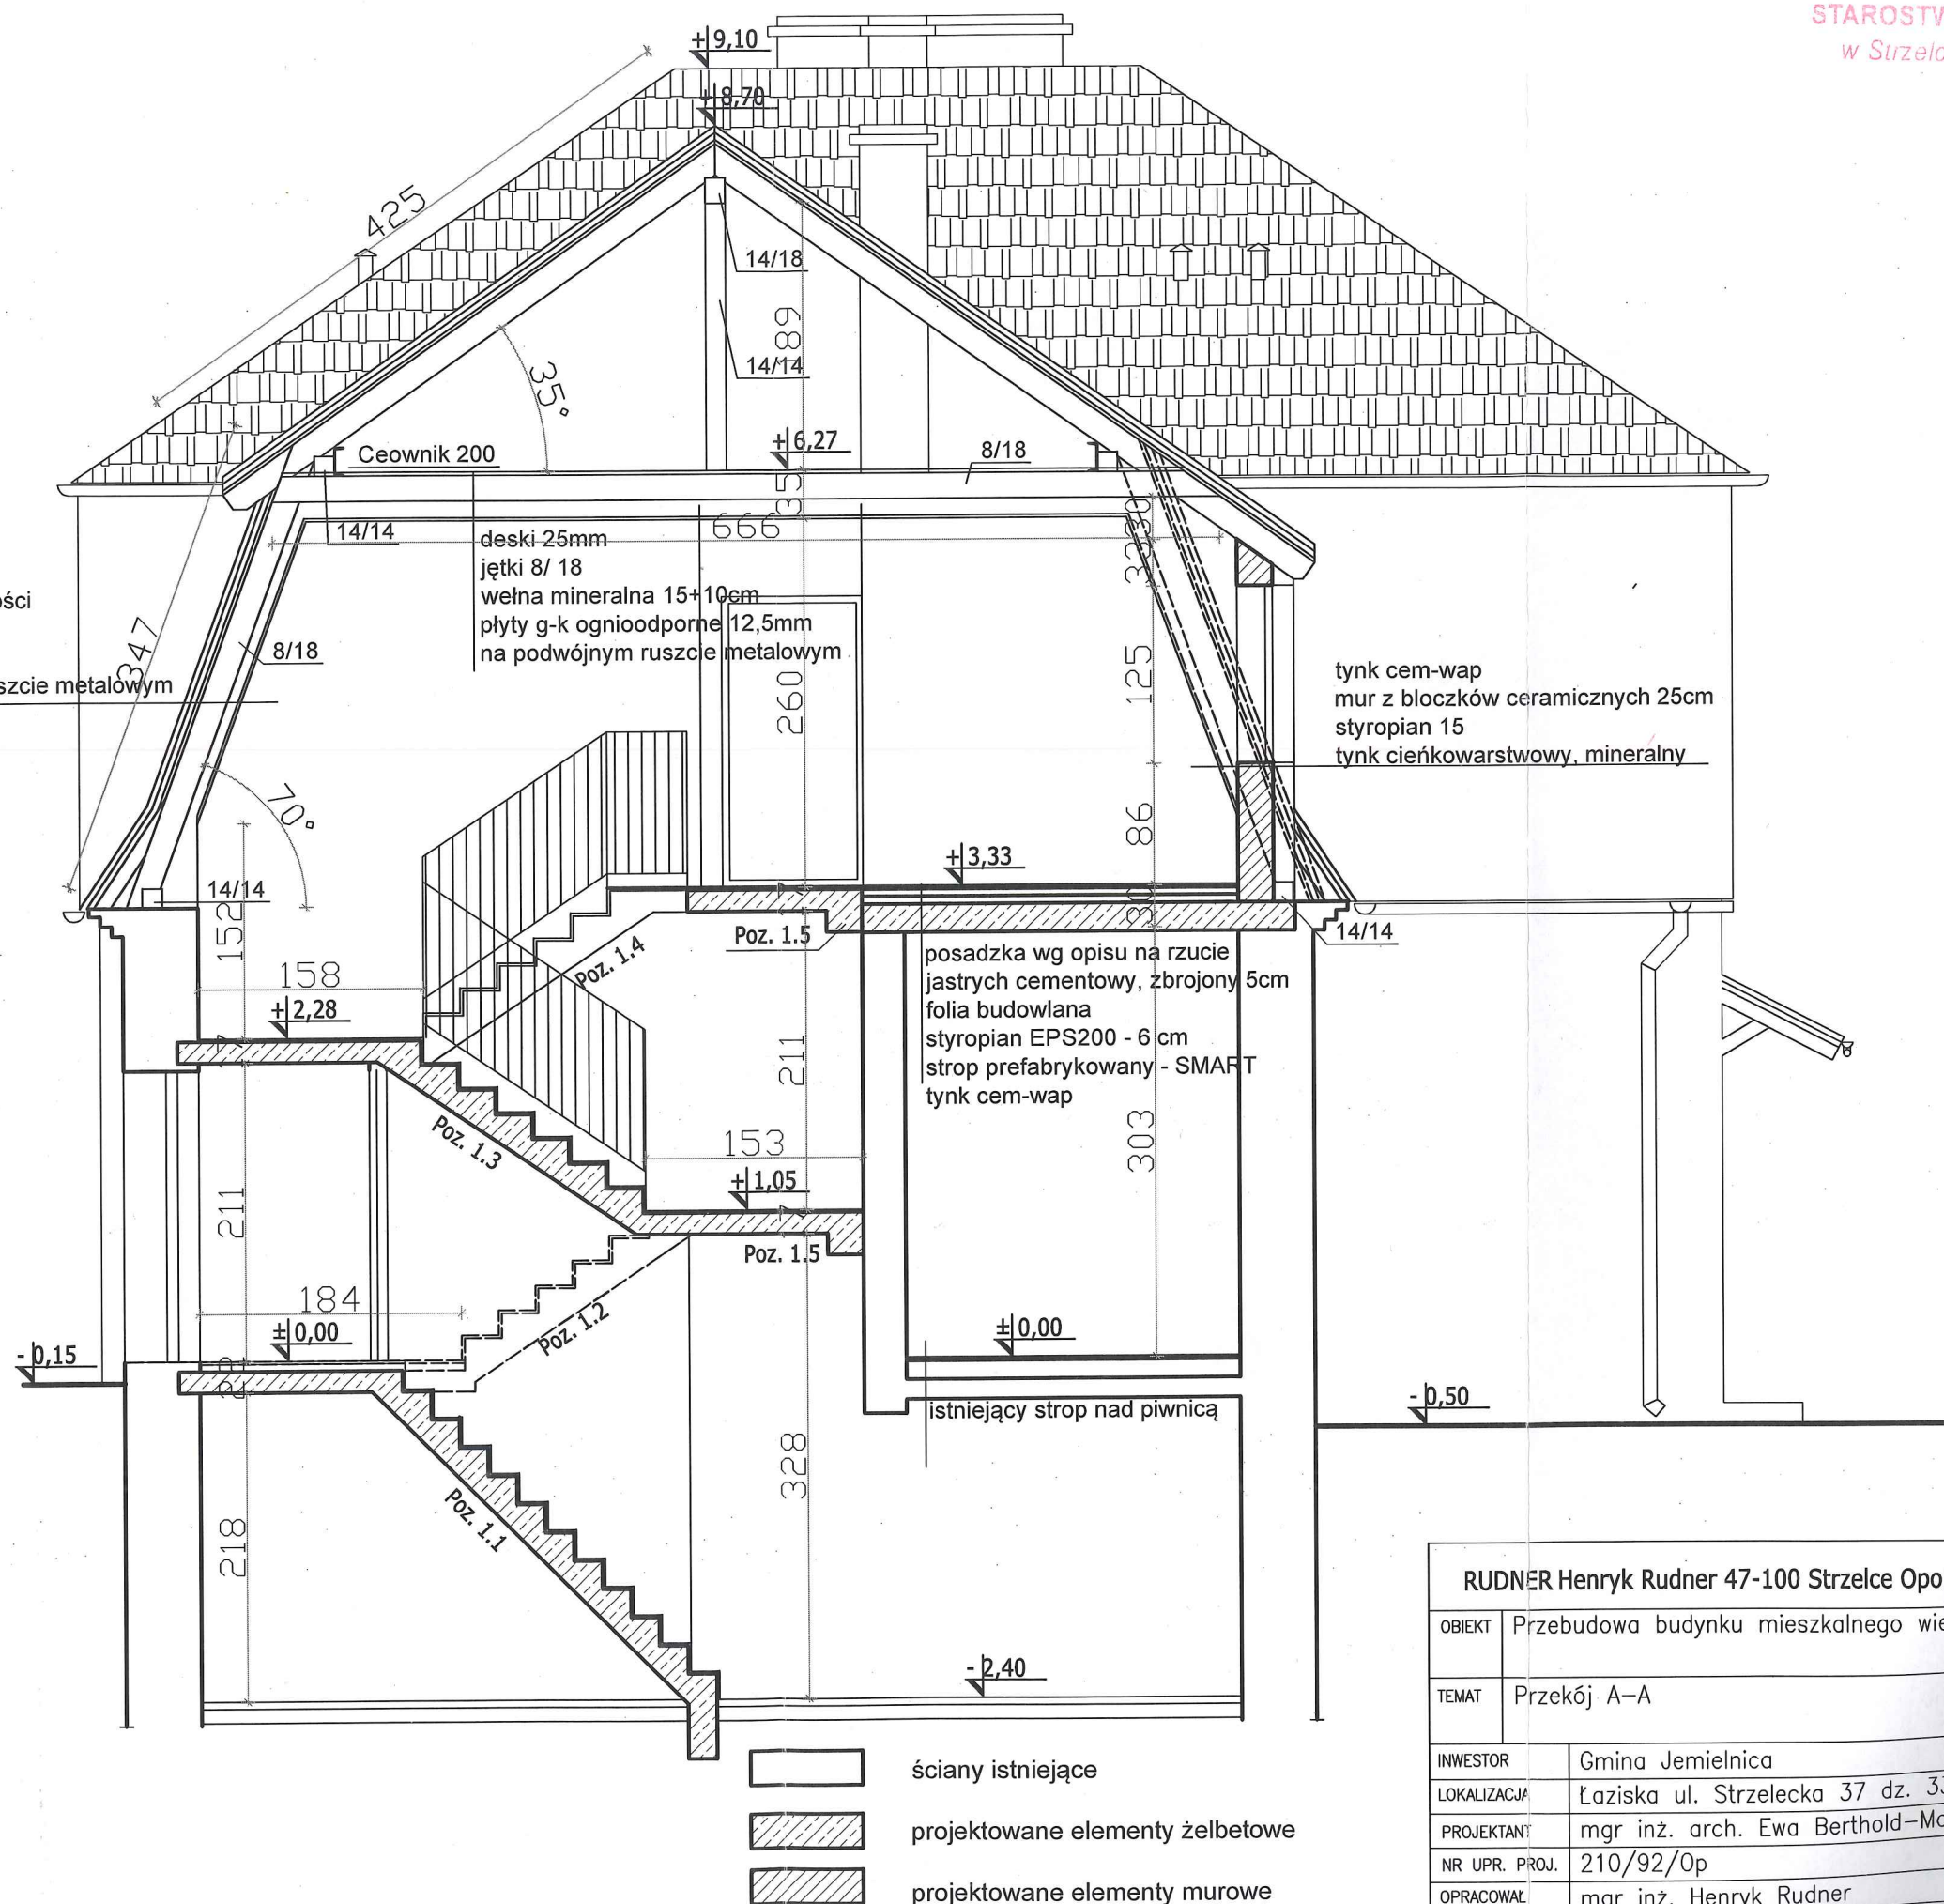 STAROSTW
w Strzelc
+9,10
+8,70
425
14/18
189
14/14
35°
+6,27
Ceownik 200
8/18
35
14/14
666
deski 25mm
jętki 8/ 18
wełna mineralna 15+10cm
płyty g-k ognioodporne 12,5mm
na podwójnym ruszcie metalowym
ości
347
8/18
szcie metalowym
260
125
tynk cem-wap
mur z bloczków ceramicznych 25cm
styropian 15
tynk cieńkowarstwowy, mineralny
70°
86
+3,33
14/14
152
30
Poz. 1.5
14/14
Poz. 1.4
158
+2,28
posadzka wg opisu na rzucie
jastrych cementowy, zbrojony 5cm
folia budowlana
styropian EPS200 - 6 cm
strop prefabrykowany - SMART
tynk cem-wap
211
Poz. 1.3
153
303
+1,05
211
Poz. 1.5
184
Poz. 1.2
±0,00
±0,00
- 0,15
- 0,50
istniejący strop nad piwnicą
328
Poz. 1.1
218
- 2,40
ściany istniejące
projektowane elementy żelbetowe
projektowane elementy murowe
RUDNER Henryk Rudner 47-100 Strzelce Opo
OBIEKT Przebudowa budynku mieszkalnego wie
TEMAT Przekój A-A
INWESTOR Gmina Jemielnica
LOKALIZACJA Łaziska ul. Strzelecka 37 dz. 33
PROJEKTANT mgr inż. arch. Ewa Berthold-Mo
NR UPR. PROJ. 210/92/Op
OPRACOWAŁ mgr inż. Henryk Rudner